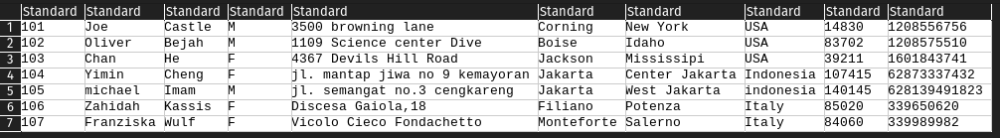 Standard Standard Standard Standard Standard Standard Standard Standard Standard Standard
1 101 Joe Castle M 3500 browning lane Corning New York USA 14830 1208556756
2 102 Oliver Bejah M 1109 Science center Dive Boise Idaho USA 83702 1208575510
3 103 Chan He F 4367 Devils Hill Road Jackson Mississipi USA 39211 1601843741
4 104 Yimin Cheng F jl. mantap jiwa no 9 kemayoran Jakarta Center Jakarta Indonesia 107415 62873337432
5 105 michael Imam M jl. semangat no.3 cengkareng Jakarta West Jakarta indonesia 140145 628139491823
6 106 Zahidah Kassis F Discesa Gaiola,18 Filiano Potenza Italy 85020 339650620
7 107 Franziska Wulf F Vicolo Cieco Fondachetto Monteforte Salerno Italy 84060 339989982